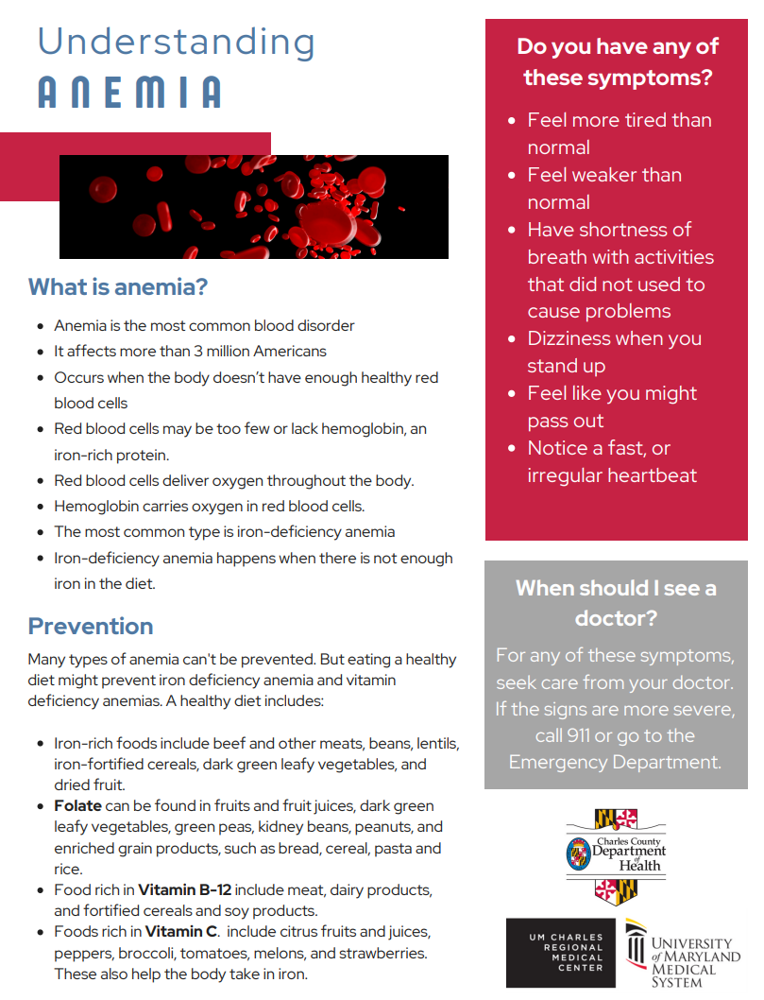 Understanding
ANEMIA
What is anemia?
• Anemia is the most common blood disorder
• It affects more than 3 million Americans
• Occurs when the body doesn't have enough healthy red
blood cells
• Red blood cells may be too few or lack hemoglobin, an
iron-rich protein.
• Red blood cells deliver oxygen throughout the body.
• Hemoglobin carries oxygen in red blood cells.
• The most common type is iron-deficiency anemia
• Iron-deficiency anemia happens when there is not enough
iron in the diet.
Prevention
Many types of anemia can't be prevented. But eating a healthy
diet might prevent iron deficiency anemia and vitamin
deficiency anemias. A healthy diet includes:
• Iron-rich foods include beef and other meats, beans, lentils,
iron-fortified cereals, dark green leafy vegetables, and
dried fruit.
• Folate can be found in fruits and fruit juices, dark green
leafy vegetables, green peas, kidney beans, peanuts, and
enriched grain products, such as bread, cereal, pasta and
rice.
• Food rich in Vitamin B-12 include meat, dairy products,
and fortified cereals and soy products.
• Foods rich in Vitamin C.  include citrus fruits and juices,
peppers, broccoli, tomatoes, melons, and strawberries.
These also help the body take in iron.
Do you have any of
these symptoms?
• Feel more tired than
normal
• Feel weaker than
normal
• Have shortness of
breath with activities
that did not used to
cause problems
• Dizziness when you
stand up
• Feel like you might
pass out
• Notice a fast, or
irregular heartbeat
When should I see a
doctor?
For any of these symptoms,
seek care from your doctor.
If the signs are more severe,
call 911 or go to the
Emergency Department.
Charles County
Department
of
Health
UM CHARLES
REGIONAL
MEDICAL
CENTER
UNIVERSITY
of MARYLAND
MEDICAL
SYSTEM